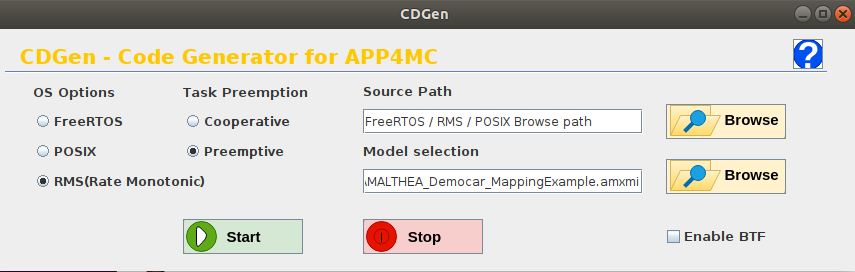 CDGen
CDGen - Code Generator for APP4MC
?
OS Options
Task Preemption
Source Path
FreeRTOS
Cooperative
FreeRTOS / RMS / POSIX Browse path
Browse
POSIX
Preemptive
Model selection
RMS(Rate Monotonic)
MALTHEA_Democar_MappingExample.amxmi
Browse
Start
Stop
Enable BTF